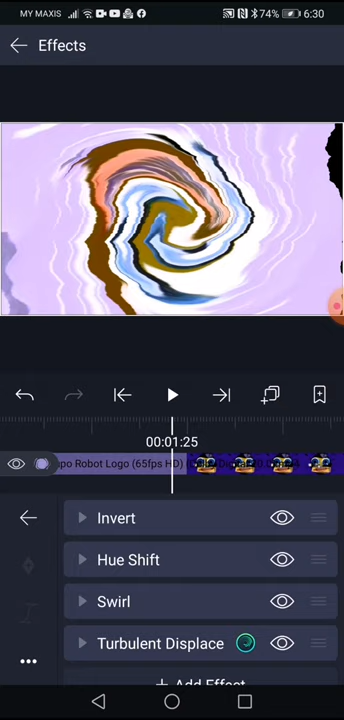 MY MAXIS 74% 6:30
Effects
00:01:25
po Robot Logo (65fps HD)
Invert
Hue Shift
Swirl
Turbulent Displace
+ Add Effect